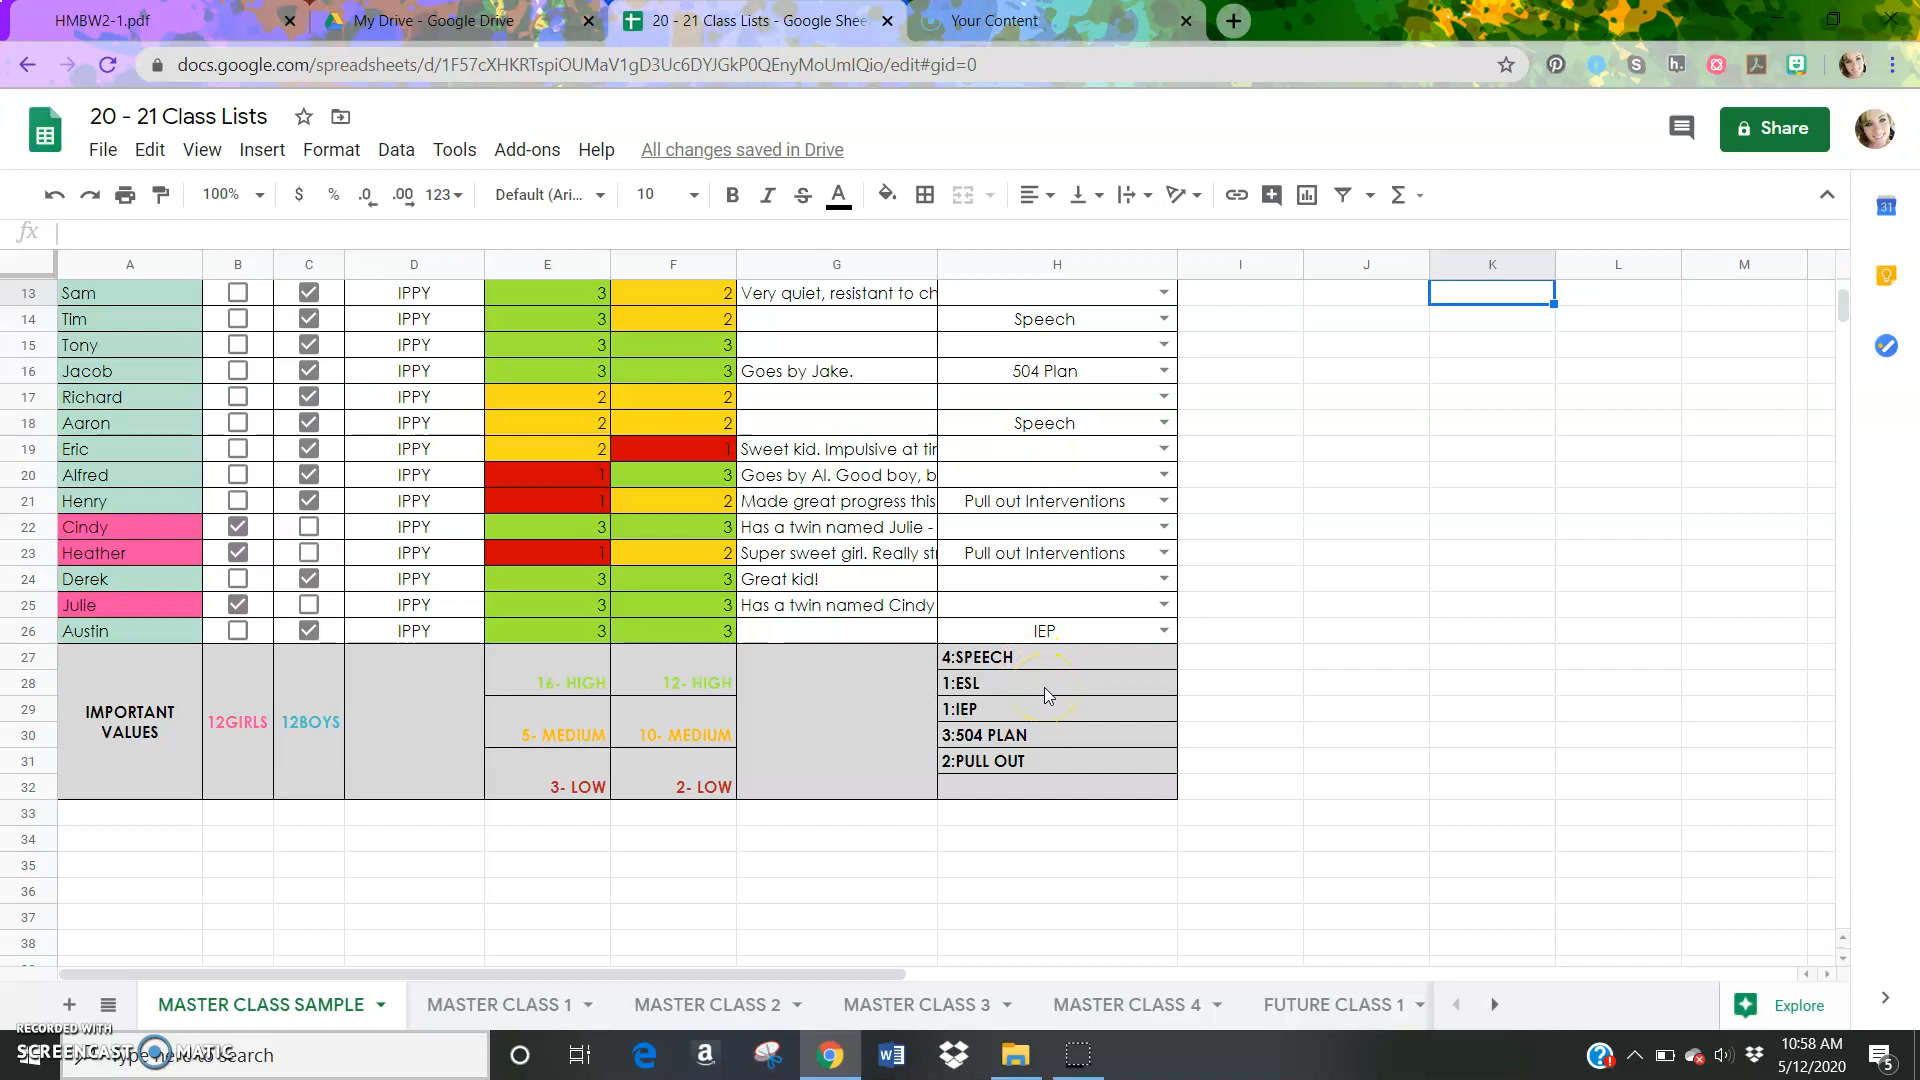 HMBW2-1.pdf
My Drive - Google Drive
20 - 21 Class Lists - Google Shee
Your Content
docs.google.com/spreadsheets/d/1F57cXHKRTspiOUMaV1gD3Uc6DYJGkP0QEnyMoUmIQio/edit#gid=0
20 - 21 Class Lists
Share
File Edit View Insert Format Data Tools Add-ons Help All changes saved in Drive
100% $ % .0 .00 123 Default (Ari... 10 B I S A
fx
A B C D E F G H I J K L M
13 Sam IPPY 3 2 Very quiet, resistant to ch
14 Tim IPPY 3 2 Speech
15 Tony IPPY 3 3
16 Jacob IPPY 3 3 Goes by Jake. 504 Plan
17 Richard IPPY 2 2
18 Aaron IPPY 2 2 Speech
19 Eric IPPY 2 1 Sweet kid. Impulsive at tir
20 Alfred IPPY 1 3 Goes by Al. Good boy, b
21 Henry IPPY 1 2 Made great progress this Pull out Interventions
22 Cindy IPPY 3 3 Has a twin named Julie -
23 Heather IPPY 1 2 Super sweet girl. Really str Pull out Interventions
24 Derek IPPY 3 3 Great kid!
25 Julie IPPY 3 3 Has a twin named Cindy
26 Austin IPPY 3 3 IEP
27 4:SPEECH
28 16- HIGH 12- HIGH 1:ESL
29 IMPORTANT VALUES 12GIRLS 12BOYS 1:IEP
30 5- MEDIUM 10- MEDIUM 3:504 PLAN
31 2:PULL OUT
32 3- LOW 2- LOW
33
34
35
36
37
38
MASTER CLASS SAMPLE MASTER CLASS 1 MASTER CLASS 2 MASTER CLASS 3 MASTER CLASS 4 FUTURE CLASS 1 Explore
RECORDED WITH
SCREENCAST MATIC
Type here to search
10:58 AM
5/12/2020
5